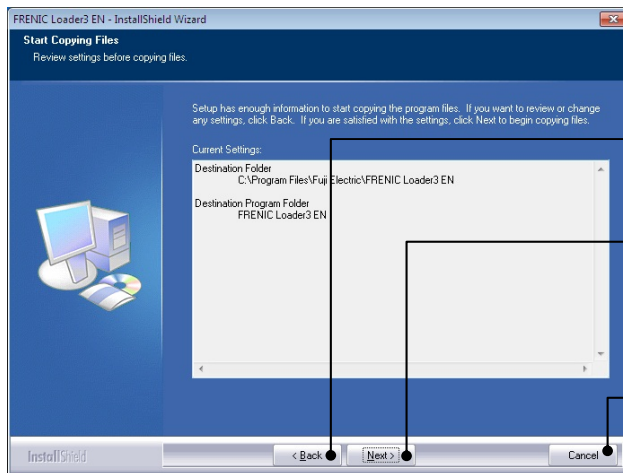 FRENIC Loader3 EN - InstallShield Wizard
Start Copying Files
Review settings before copying files.
Setup has enough information to start copying the program files. If you want to review or change
any settings, click Back. If you are satisfied with the settings, click Next to begin copying files.
Current Settings:
Destination Folder
C:\Program Files\Fuji Electric\FRENIC Loader3 EN
Destination Program Folder
FRENIC Loader3 EN
InstallShield
< Back
Next >
Cancel